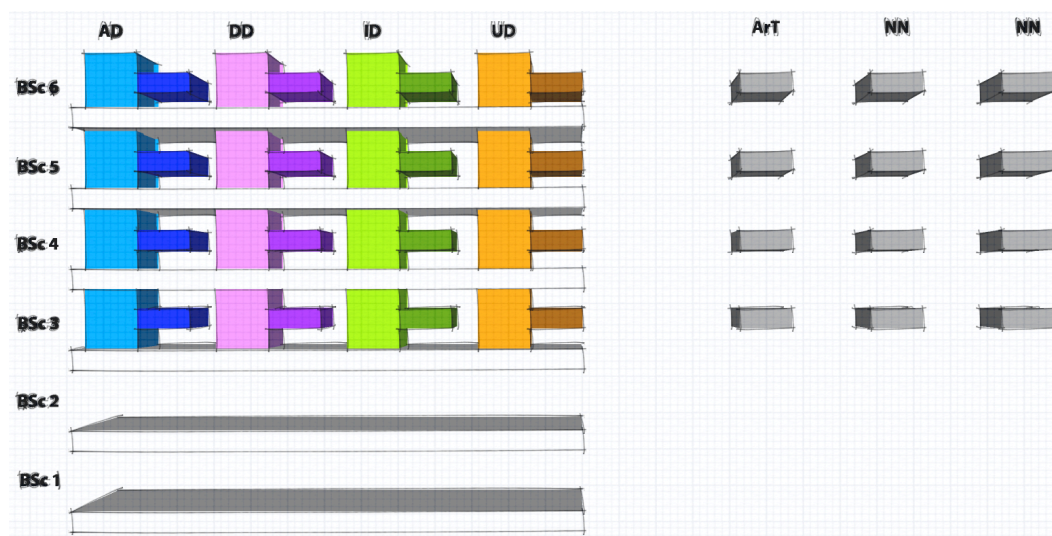 AD DD ID UD ArT NN NN
BSc 6
BSc 5
BSc 4
BSc 3
BSc 2
BSc 1